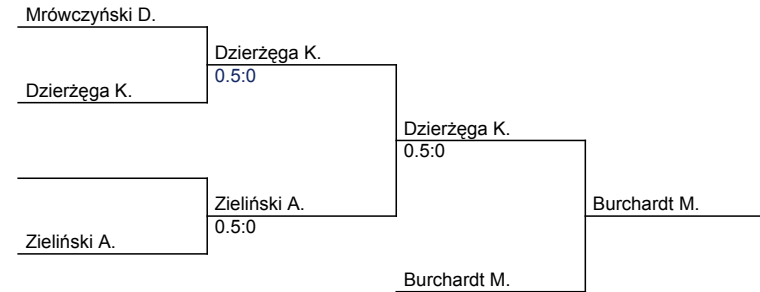 Mrówczyński D.
Dzierżęga K.
0.5:0
Dzierżęga K.
Dzierżęga K.
0.5:0
Zieliński A.
0.5:0
Burchardt M.
Zieliński A.
Burchardt M.